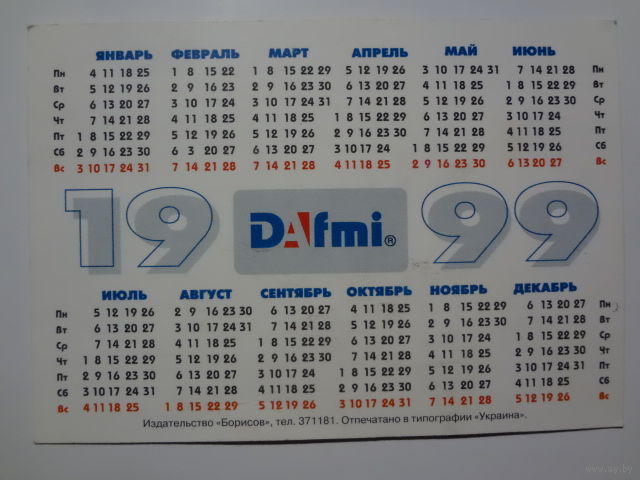 ЯНВАРЬ ФЕВРАЛЬ МАРТ АПРЕЛЬ МАЙ ИЮНЬ
Пн 4 11 18 25 1 8 15 22 1 8 15 22 29 5 12 19 26 3 10 17 24 31 7 14 21 28
Вт 5 12 19 26 2 9 16 23 2 9 16 23 30 6 13 20 27 4 11 18 25 1 8 15 22 29
Ср 6 13 20 27 3 10 17 24 3 10 17 24 31 7 14 21 28 5 12 19 26 2 9 16 23 30
Чт 7 14 21 28 4 11 18 25 4 11 18 25 1 8 15 22 29 6 13 20 27 3 10 17 24
Пт 1 8 15 22 29 5 12 19 26 5 12 19 26 2 9 16 23 30 7 14 21 28 4 11 18 25
Сб 2 9 16 23 30 6 3 20 27 6 13 20 27 3 10 17 24 1 8 15 22 29 5 12 19 26
Вс 3 10 17 24 31 7 14 21 28 7 14 21 28 4 11 18 25 2 9 16 23 30 6 13 20 27
19 DAfmi® 99
ИЮЛЬ АВГУСТ СЕНТЯБРЬ ОКТЯБРЬ НОЯБРЬ ДЕКАБРЬ
Пн 5 12 19 26 2 9 16 23 30 6 13 20 27 4 11 18 25 1 8 15 22 29 6 13 20 27
Вт 6 13 20 27 3 10 17 24 31 7 14 21 28 5 12 19 26 2 9 16 23 30 7 14 21 28
Ср 7 14 21 28 4 11 18 25 1 8 15 22 29 6 13 20 27 3 10 17 24 1 8 15 22 29
Чт 1 8 15 22 29 5 12 19 26 2 9 16 23 30 7 14 21 28 4 11 18 25 2 9 16 23 30
Пт 2 9 16 23 30 6 13 20 27 3 10 17 24 1 8 15 22 29 5 12 19 26 3 10 17 24 31
Сб 3 10 17 24 31 7 14 21 28 4 11 18 25 2 9 16 23 30 6 13 20 27 4 11 18 25
Вс 4 11 18 25 1 8 15 22 29 5 12 19 26 3 10 17 24 31 7 14 21 28 5 12 19 26
Издательство «Борисов», тел. 371181. Отпечатано в типографии «Украина».